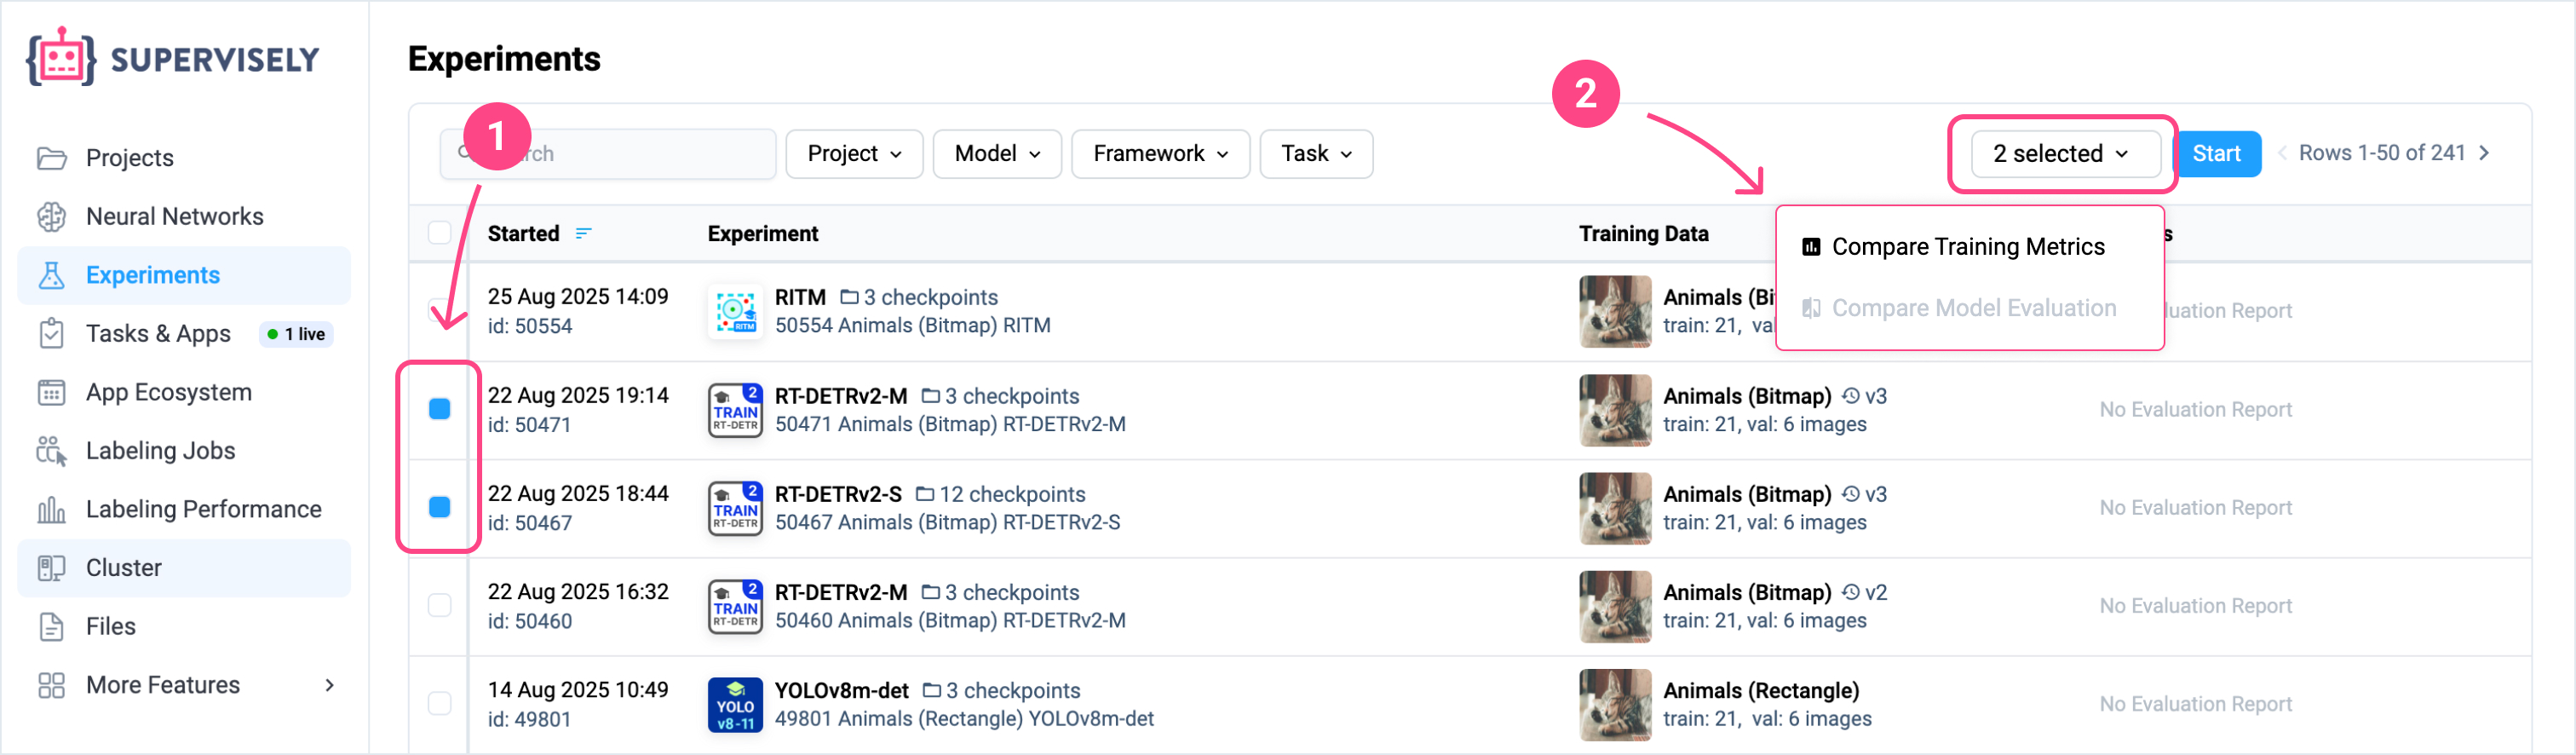 SUPERVISELY
Projects
Neural Networks
Experiments
Tasks & Apps
1 live
App Ecosystem
Labeling Jobs
Labeling Performance
Cluster
Files
More Features
Experiments
1
2
Project
Model
Framework
Task
2 selected
Start
Rows 1-50 of 241
Started
Experiment
Training Data
Compare Training Metrics
Compare Model Evaluation
25 Aug 2025 14:09
id: 50554
RITM
RITM 3 checkpoints
50554 Animals (Bitmap) RITM
Animals (Bi
train: 21, val
uation Report
22 Aug 2025 19:14
id: 50471
2
TRAIN
RT-DETR
RT-DETRv2-M 3 checkpoints
50471 Animals (Bitmap) RT-DETRv2-M
Animals (Bitmap) v3
train: 21, val: 6 images
No Evaluation Report
22 Aug 2025 18:44
id: 50467
2
TRAIN
RT-DETR
RT-DETRv2-S 12 checkpoints
50467 Animals (Bitmap) RT-DETRv2-S
Animals (Bitmap) v3
train: 21, val: 6 images
No Evaluation Report
22 Aug 2025 16:32
id: 50460
2
TRAIN
RT-DETR
RT-DETRv2-M 3 checkpoints
50460 Animals (Bitmap) RT-DETRv2-M
Animals (Bitmap) v2
train: 21, val: 6 images
No Evaluation Report
14 Aug 2025 10:49
id: 49801
YOLO
v8-11
YOLOv8m-det 3 checkpoints
49801 Animals (Rectangle) YOLOv8m-det
Animals (Rectangle)
train: 21, val: 6 images
No Evaluation Report